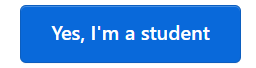 Yes, I'm a student